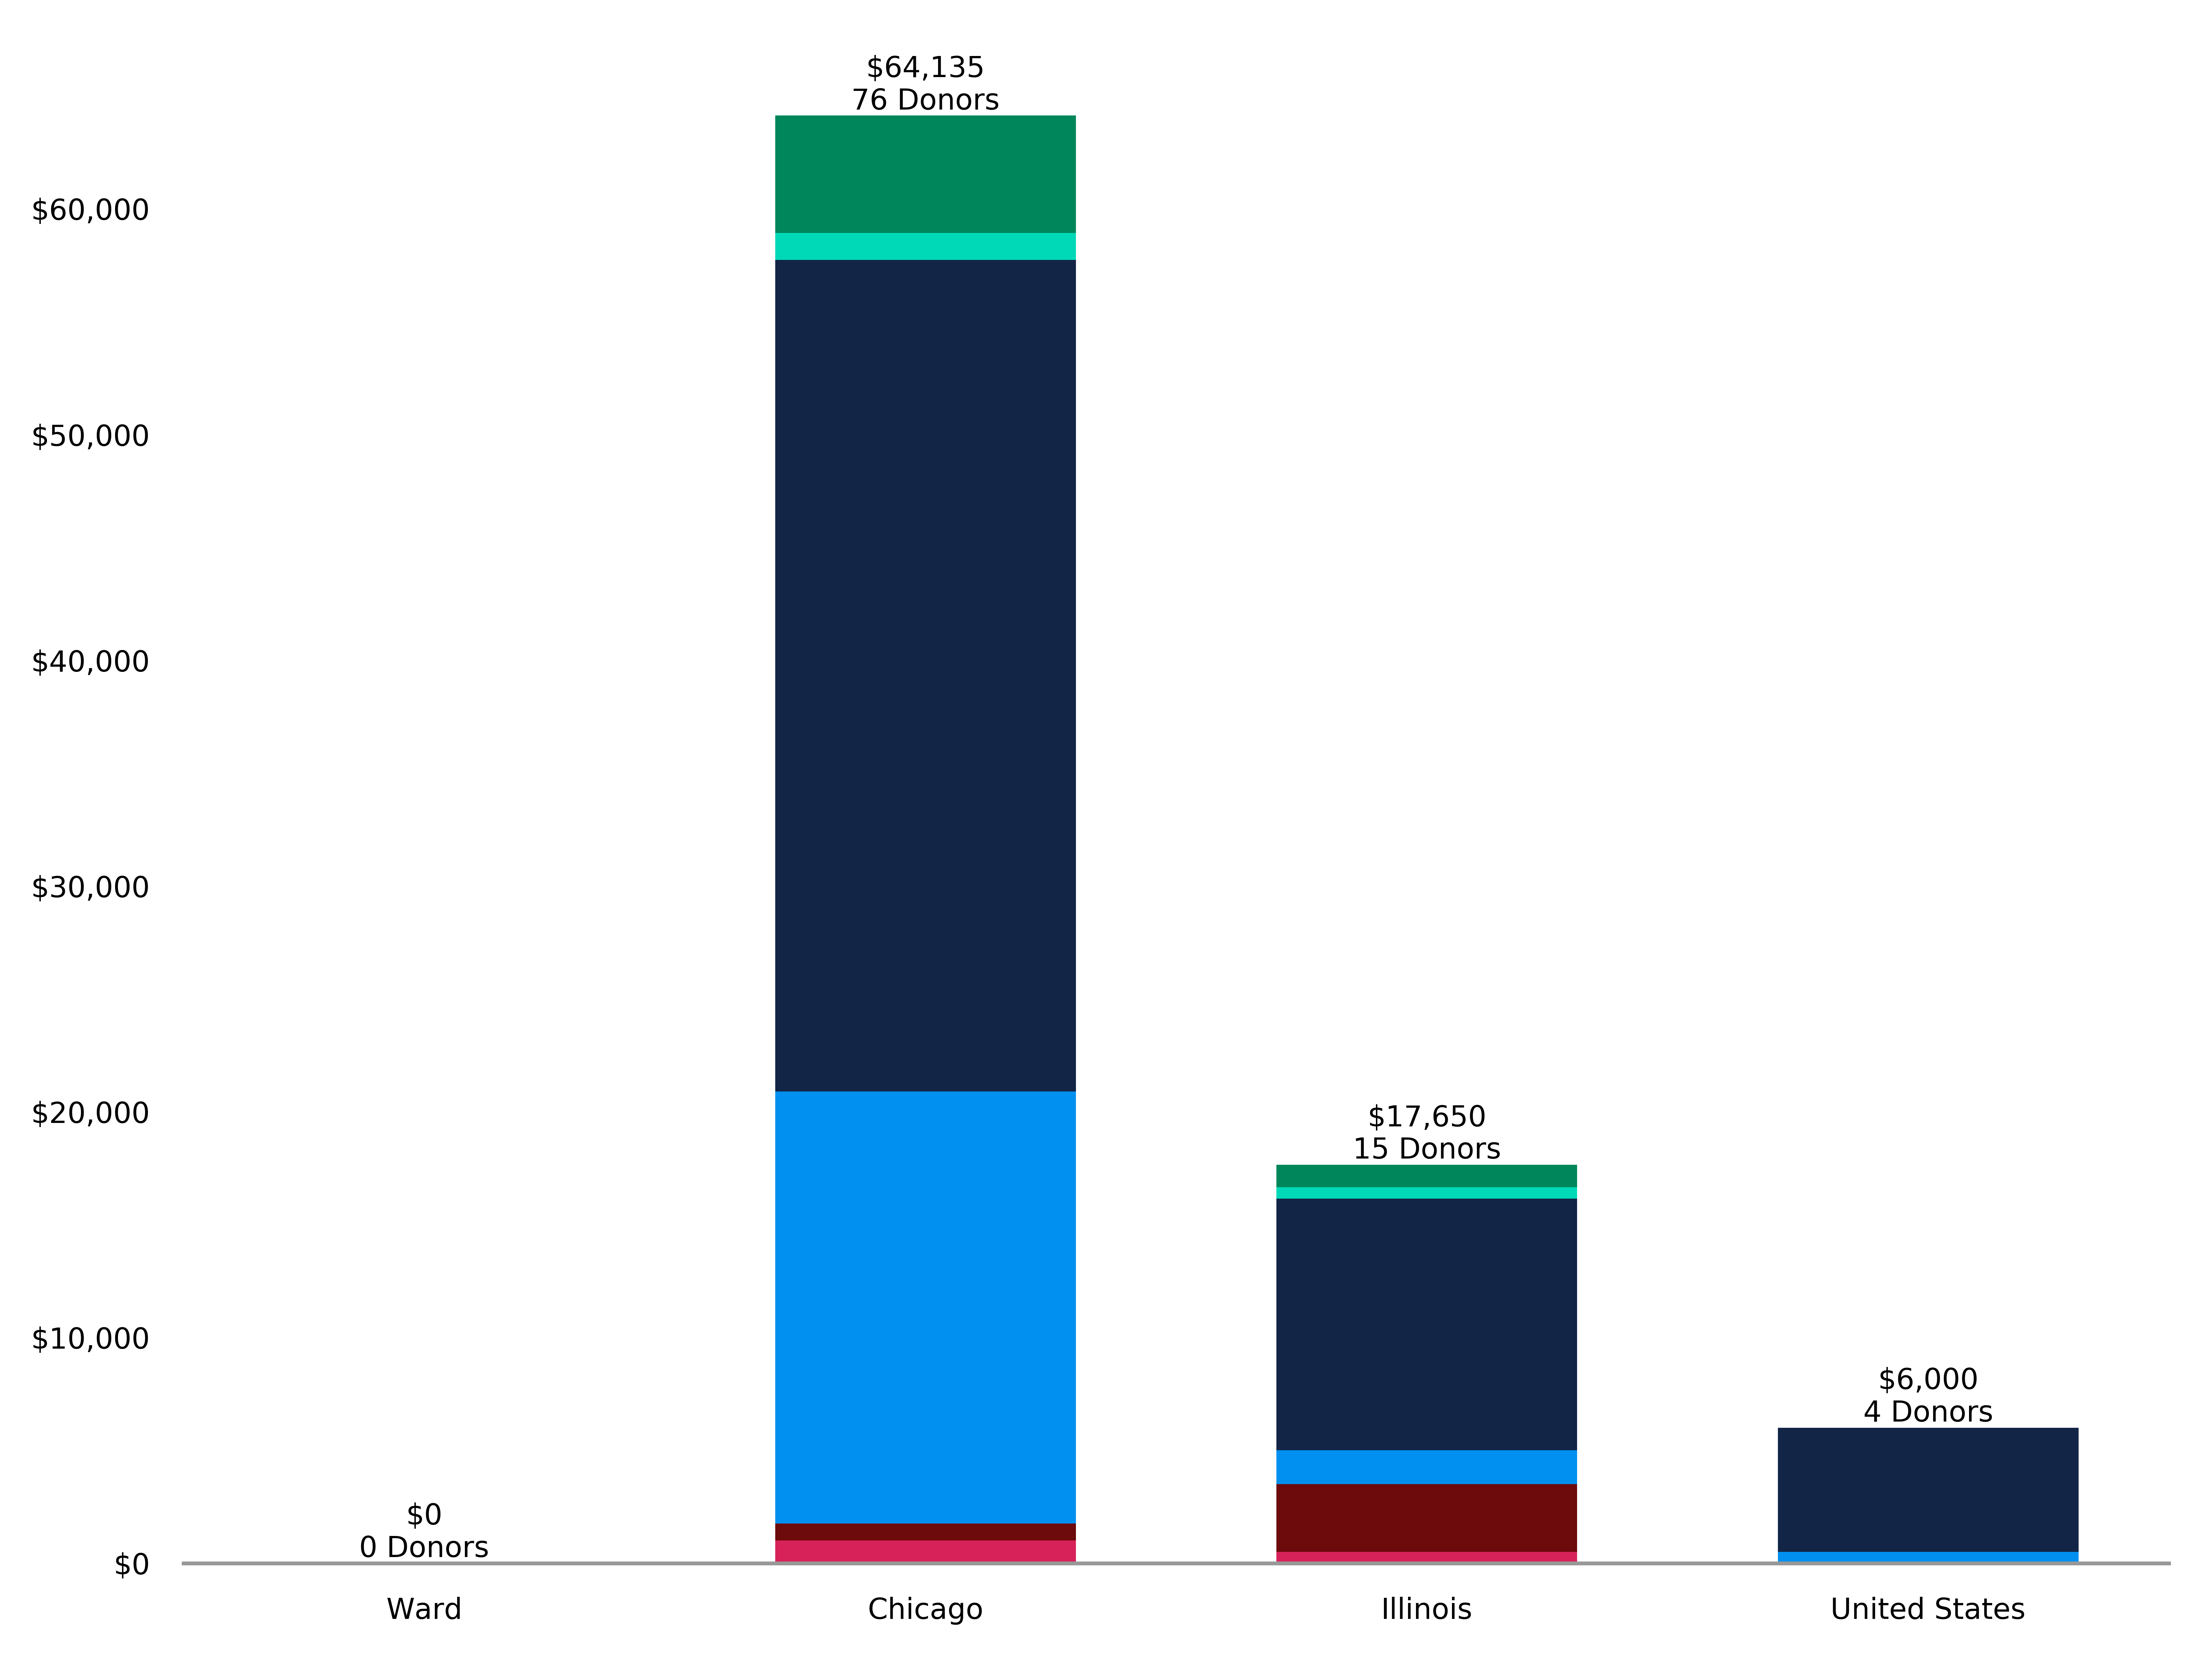 $64,135
76 Donors
$60,000
$50,000
$40,000
$30,000
$20,000
$17,650
15 Donors
$10,000
$6,000
4 Donors
$0
0 Donors
$0
Ward Chicago Illinois United States